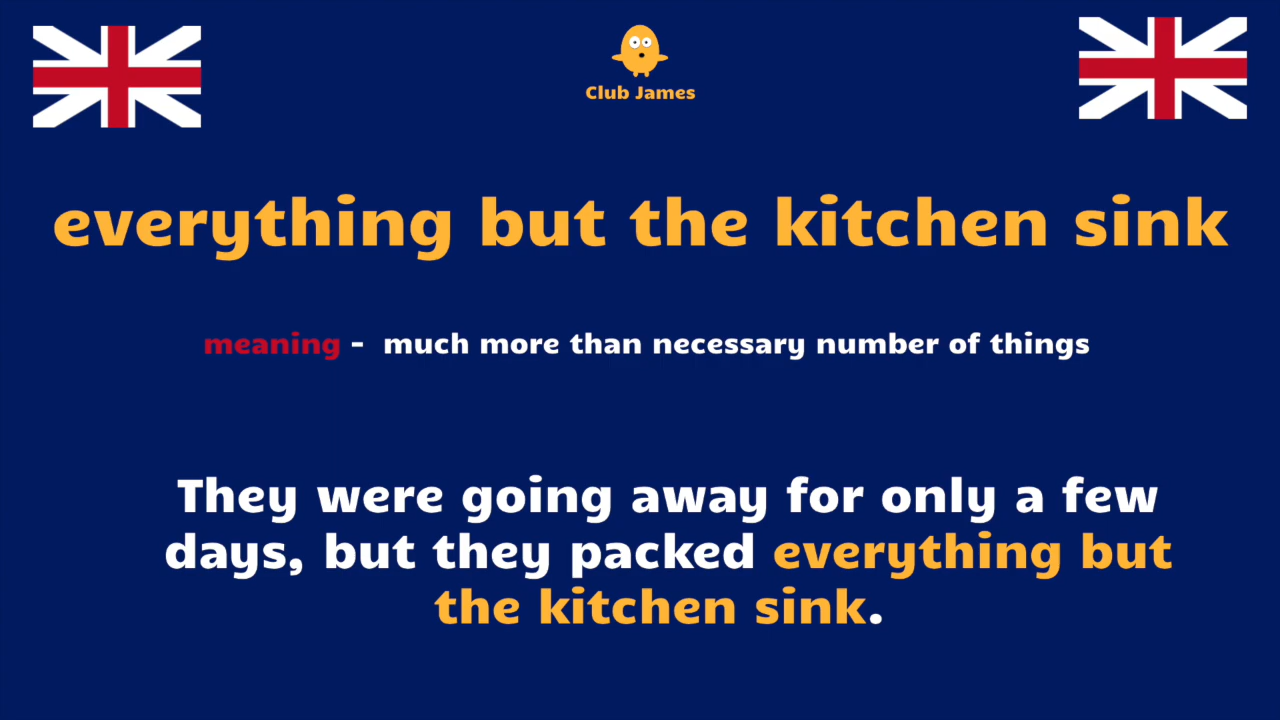 Club James
everything but the kitchen sink
meaning - much more than necessary number of things
They were going away for only a few
days, but they packed everything but
the kitchen sink.